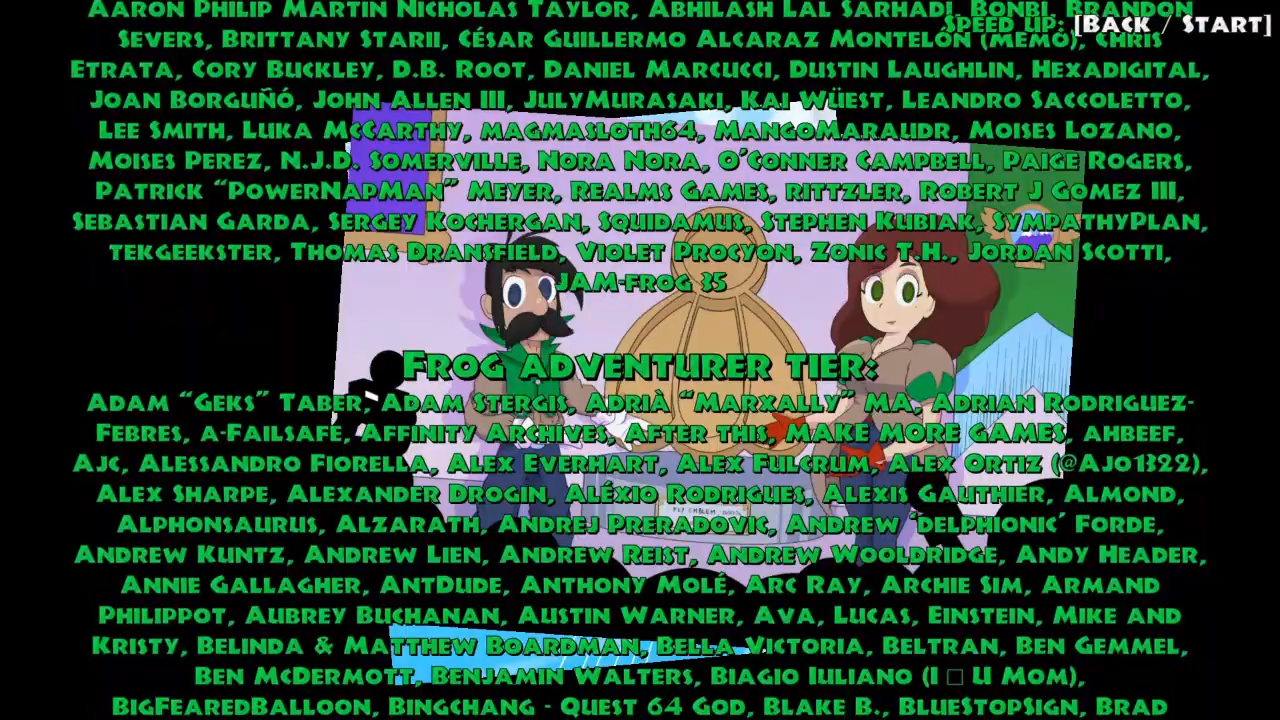 Aaron Philip Martin Nicholas Taylor, Abhilash Lal Sarhadi, Bonbi, Brandon
Speed up: [Back / Start]
Severs, Brittany Starii, César Guillermo Alcaraz Montelón (memo), Chris
Etrata, Cory Buckley, D.B. Root, Daniel Marcucci, Dustin Laughlin, Hexadigital,
Joan Borguñó, John Allen III, JulyMurasaki, Kai Wüest, Leandro Saccoletto,
Lee Smith, Luka McCarthy, magmasloth64, MangoMaraudr, Moises Lozano,
Moises Perez, N.J.D. Somerville, Nora Nora, O'Conner Campbell, Paige Rogers,
Patrick “PowerNapMan” Meyer, Realms Games, rittzler, Robert J Gomez III,
Sebastian Garda, Sergey Kochergan, Squidamus, Stephen Kubiak, SympathyPlan,
tekgeekster, Thomas Dransfield, Violet Procyon, Zonic T.H., Jordan Scotti,
JAM-frog 35
Frog adventurer tier:
Adam “Geks” Taber, Adam Stergis, Adrià “Marxally” MA, Adrian Rodriguez-
Febres, a-Failsafe, Affinity Archives, After this, MAKE MORE GAMES, ahbeef,
Ajc, Alessandro Fiorella, Alex Everhart, Alex Fulcrum, Alex Ortiz (@Ajo1322),
Alex Sharpe, Alexander Drogin, Aléxio Rodrigues, Alexis Gauthier, Almond,
Alphonsaurus, Alzarath, Andrej Preradovic, Andrew 'delphionic' Forde,
Andrew Kuntz, Andrew Lien, Andrew Reist, Andrew Wooldridge, Andy Header,
Annie Gallagher, AntDude, Anthony Molé, Arc Ray, Archie Sim, Armand
Philippot, Aubrey Buchanan, Austin Warner, Ava, Lucas, Einstein, Mike and
Kristy, Belinda & Matthew Boardman, Bella Victoria, Beltran, Ben Gemmel,
Ben McDermott, Benjamin Walters, Biagio Iuliano (I □ U Mom),
BigFearedBalloon, Bingchang - Quest 64 God, Blake B., BlueStopSign, Brad